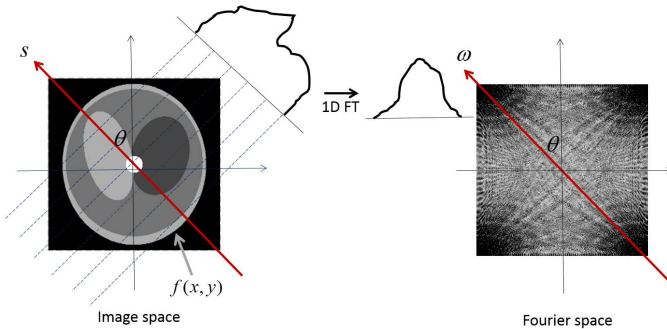 s
θ
f(x, y)
Image space
1D FT
ω
θ
Fourier space